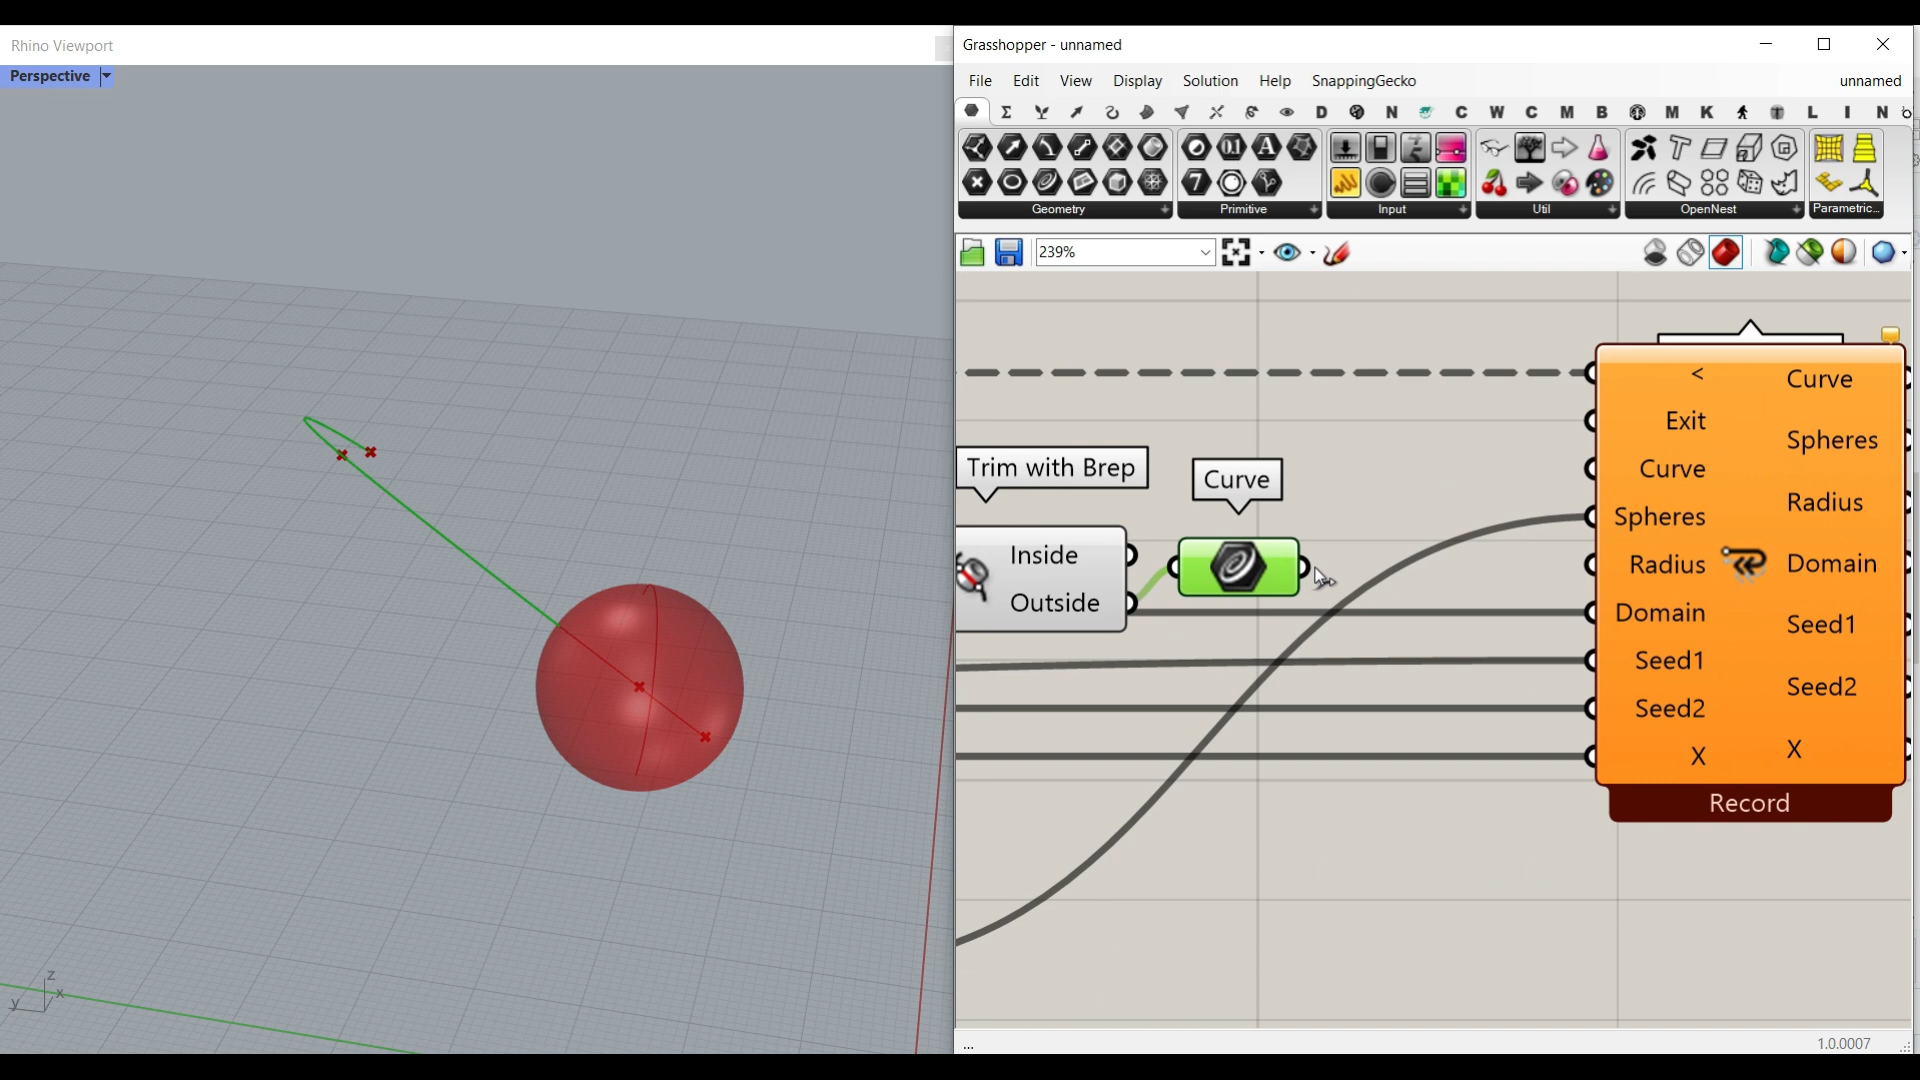 Rhino Viewport
Perspective
z
y
x
Grasshopper - unnamed
File Edit View Display Solution Help SnappingGecko
unnamed
D N C W C M B M K L I N
Geometry
Primitive
Input
Util
OpenNest
Parametric...
239%
Trim with Brep
Curve
Inside
Outside
<
Exit
Curve
Spheres
Radius
Domain
Seed1
Seed2
X
Curve
Spheres
Radius
Domain
Seed1
Seed2
X
Record
...
1.0.0007